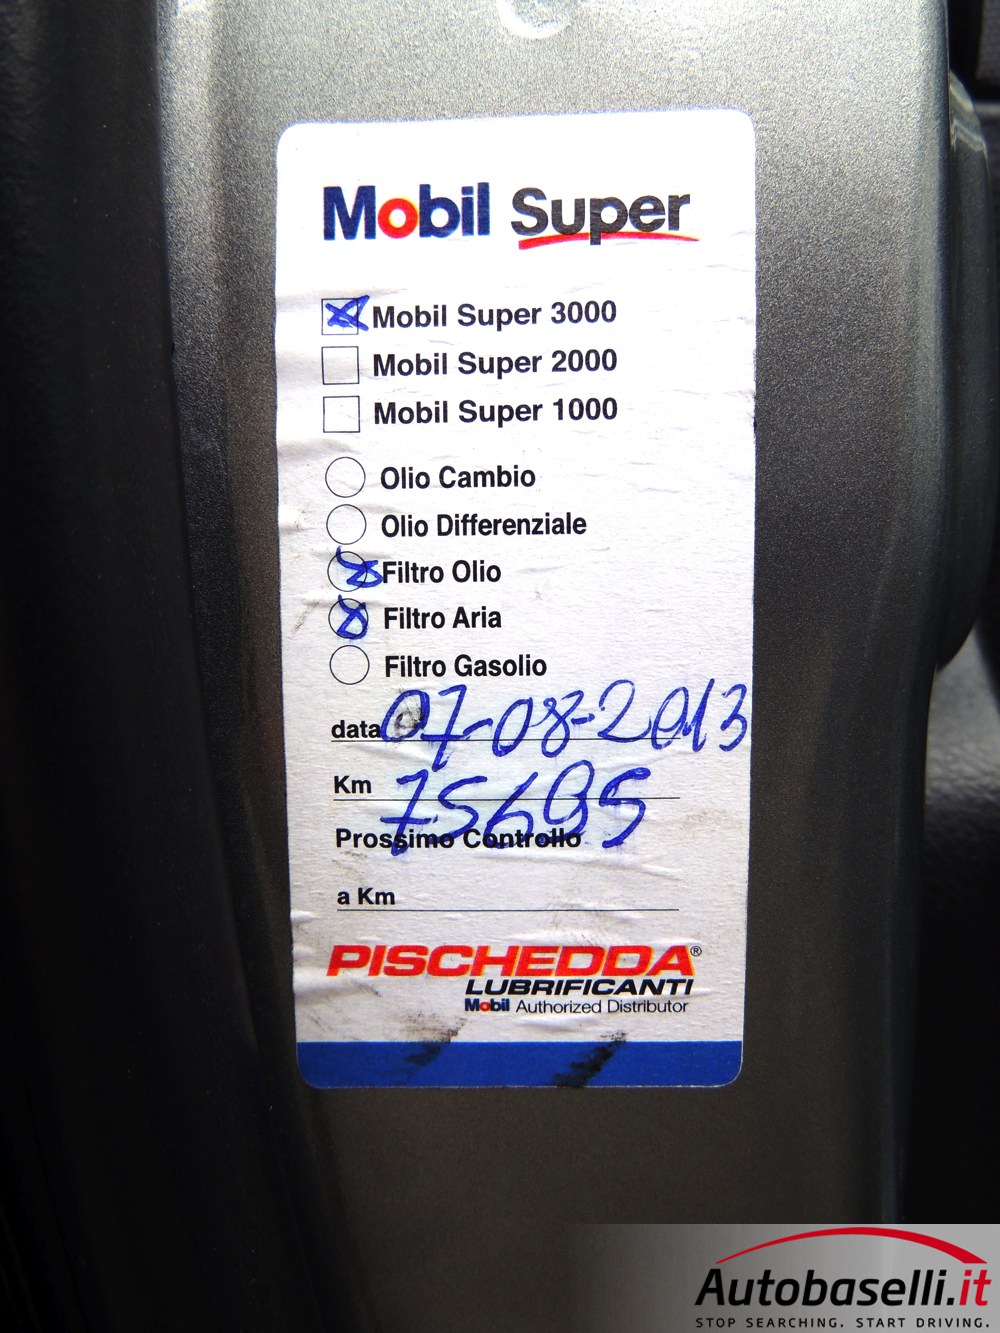 Mobil Super
Mobil Super 3000
Mobil Super 2000
Mobil Super 1000
Olio Cambio
Olio Differenziale
Filtro Olio
Filtro Aria
Filtro Gasolio
data 07-08-2013
Km 75695
Prossimo Controllo
a Km
PISCHEDDA®
LUBRIFICANTI
Mobil Authorized Distributor
Autobaselli.it
STOP SEARCHING. START DRIVING.